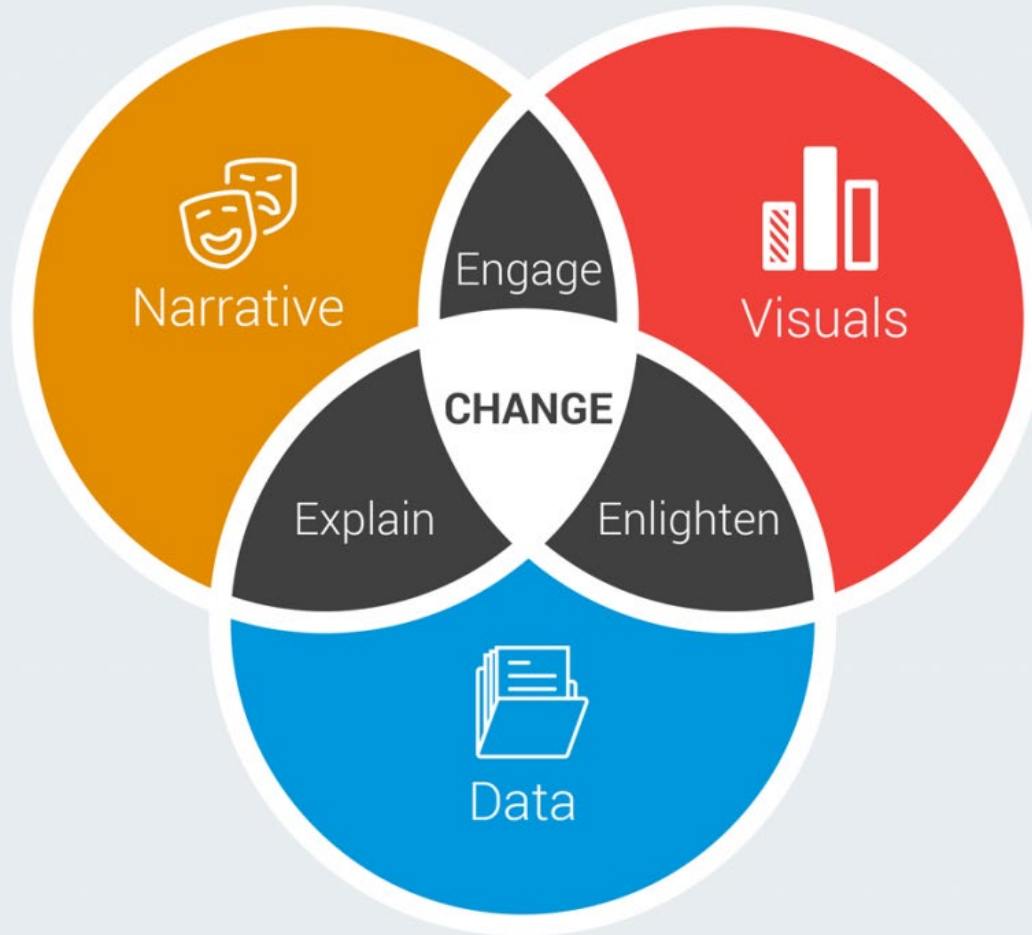 Engage
Narrative
Visuals
CHANGE
Explain
Enlighten
Data